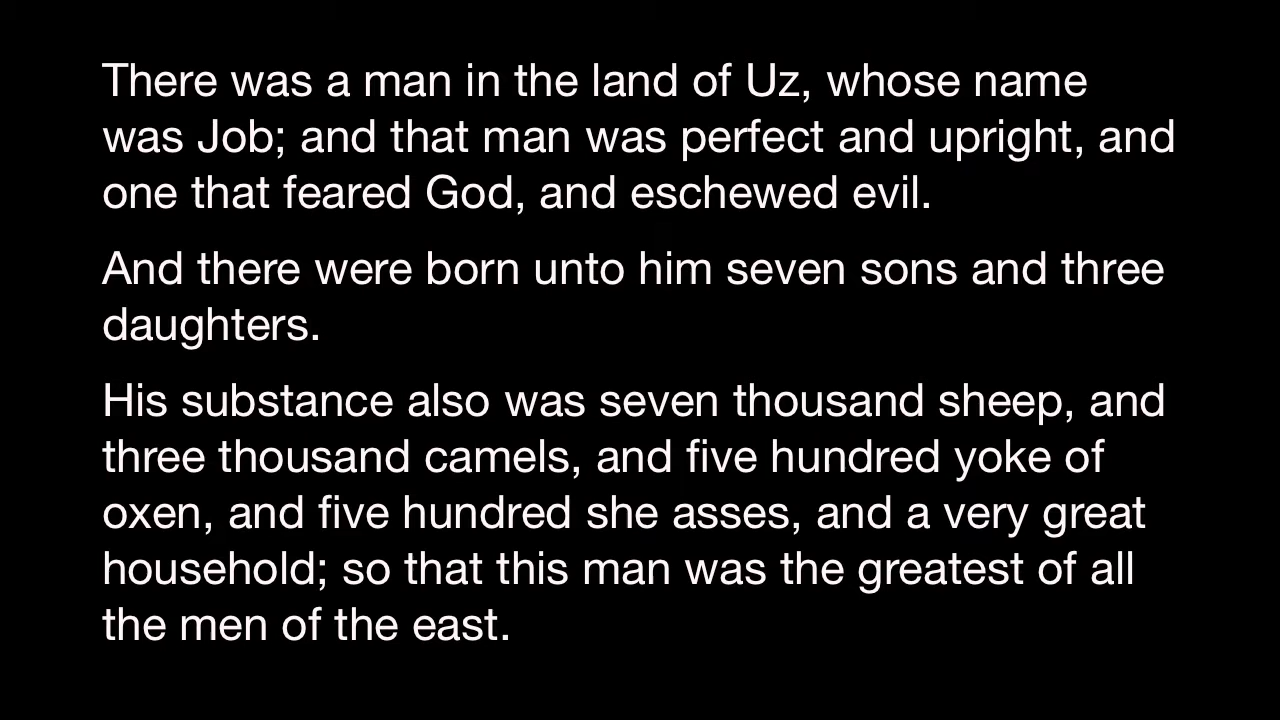 There was a man in the land of Uz, whose name
was Job; and that man was perfect and upright, and
one that feared God, and eschewed evil.
And there were born unto him seven sons and three
daughters.
His substance also was seven thousand sheep, and
three thousand camels, and five hundred yoke of
oxen, and five hundred she asses, and a very great
household; so that this man was the greatest of all
the men of the east.